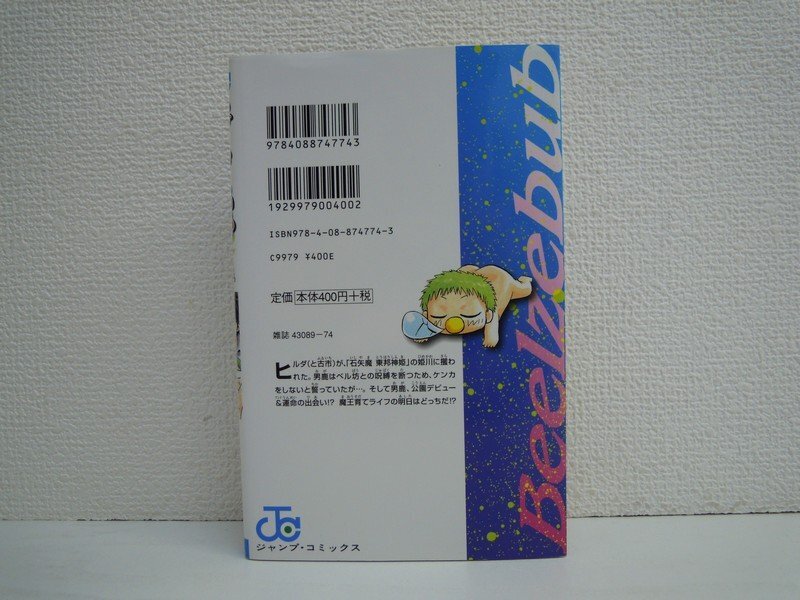 9784088747743
1929979004002
ISBN978-4-08-874774-3
C9979 ¥400E
定価 本体400円+税
雑誌 43089-74
ヒルダ(と古市)が、「石矢魔 東邦神姫」の姫川に攫わ
れた。男鹿はベル坊との呪縛を断つため、ケンカ
をしないと誓っていたが…。そして男鹿、公園デビュー
&運命の出会い!? 魔王育てライフの明日はどっちだ!?
JC
ジャンプ・コミックス
Beelzebub